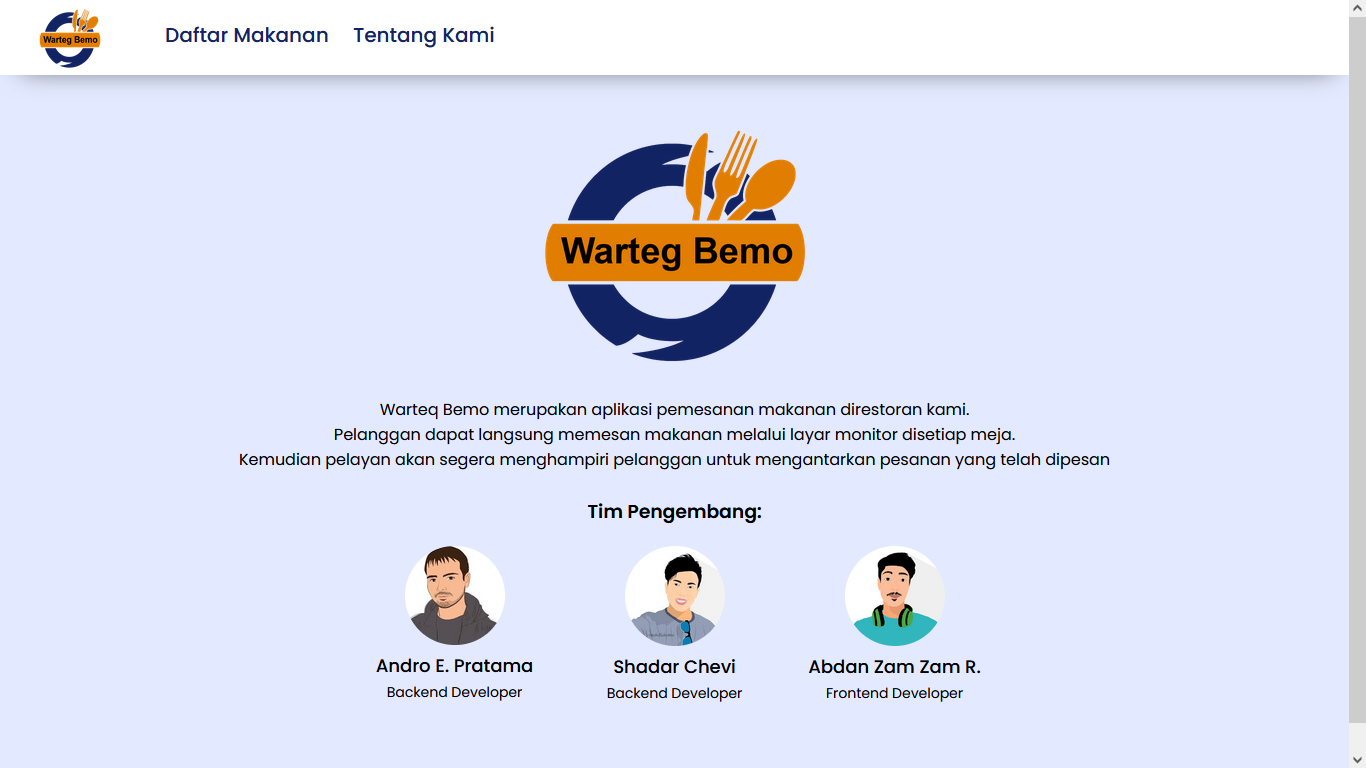 Warteg Bemo
Daftar Makanan
Tentang Kami
Warteg Bemo
Warteq Bemo merupakan aplikasi pemesanan makanan direstoran kami.
Pelanggan dapat langsung memesan makanan melalui layar monitor disetiap meja.
Kemudian pelayan akan segera menghampiri pelanggan untuk mengantarkan pesanan yang telah dipesan
Tim Pengembang:
Andro E. Pratama
Backend Developer
Shadar Chevi
Backend Developer
Abdan Zam Zam R.
Frontend Developer